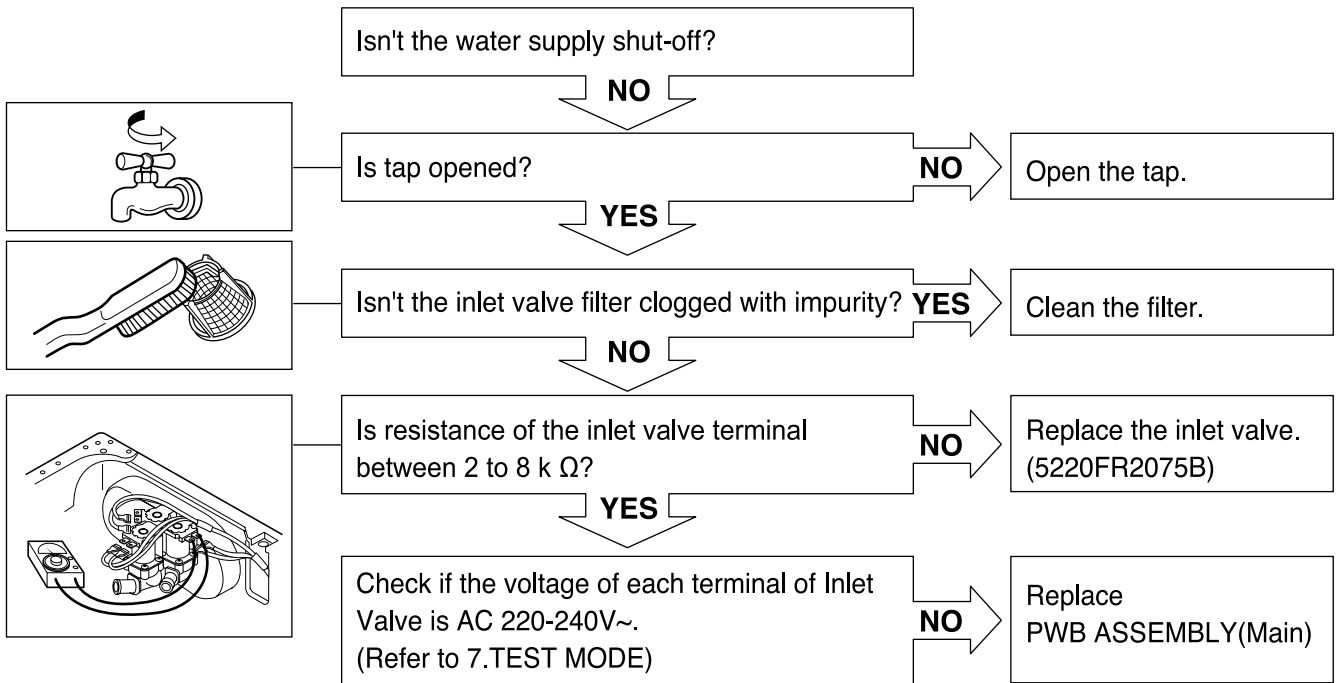 Isn't the water supply shut-off?
NO
Is tap opened?
NO
Open the tap.
YES
Isn't the inlet valve filter clogged with impurity?
YES
Clean the filter.
NO
Is resistance of the inlet valve terminal
between 2 to 8 k Ω?
NO
Replace the inlet valve.
(5220FR2075B)
YES
Check if the voltage of each terminal of Inlet
Valve is AC 220-240V~.
(Refer to 7.TEST MODE)
NO
Replace
PWB ASSEMBLY(Main)